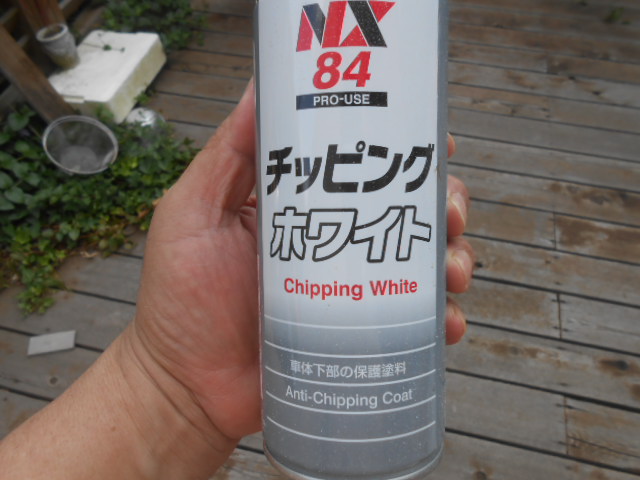 NX
84
PRO-USE
チッピング
ホワイト
Chipping White
車体下部の保護塗料
Anti-Chipping Coat